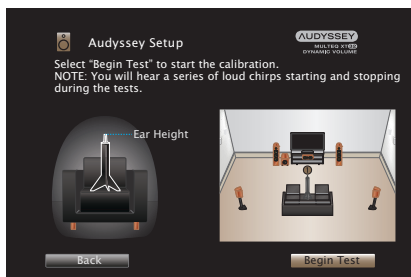 Audyssey Setup
AUDYSSEY
MULTEQ XT32
DYNAMIC VOLUME
Select “Begin Test” to start the calibration.
NOTE: You will hear a series of loud chirps starting and stopping
during the tests.
Ear Height
Back
Begin Test